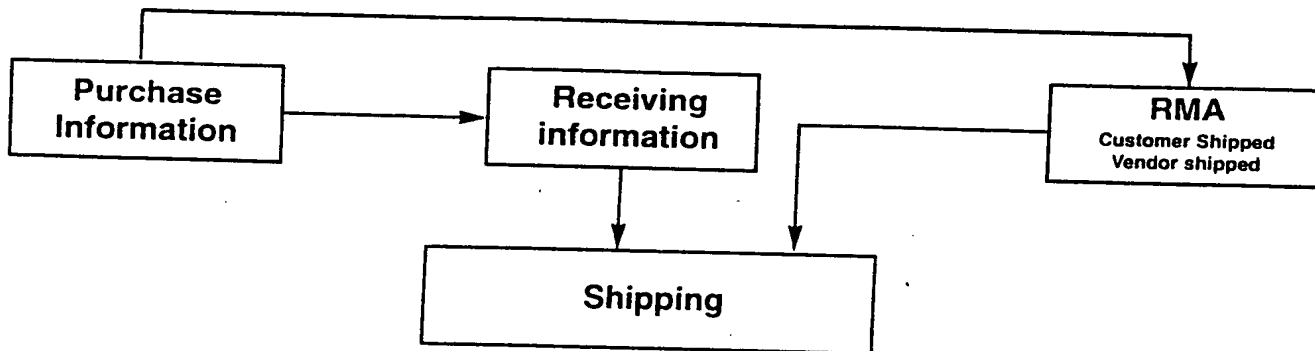 Purchase
Information
Receiving
information
RMA
Customer Shipped
Vendor shipped
Shipping